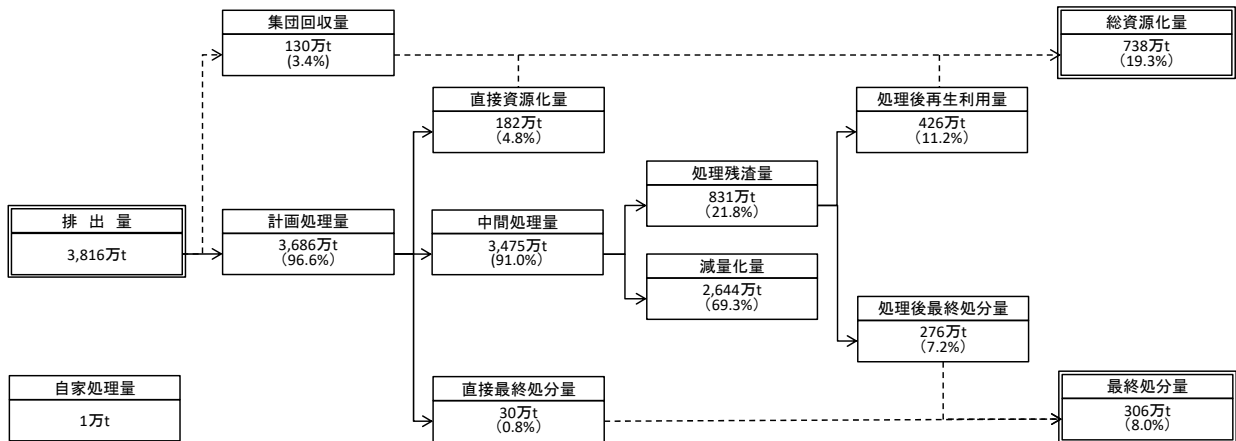 集団回収量
130万t
(3.4%)
総資源化量
738万t
(19.3%)
直接資源化量
182万t
(4.8%)
処理後再生利用量
426万t
(11.2%)
処理残渣量
831万t
(21.8%)
排 出 量
3,816万t
計画処理量
3,686万t
(96.6%)
中間処理量
3,475万t
(91.0%)
減量化量
2,644万t
(69.3%)
処理後最終処分量
276万t
(7.2%)
自家処理量
1万t
直接最終処分量
30万t
(0.8%)
最終処分量
306万t
(8.0%)